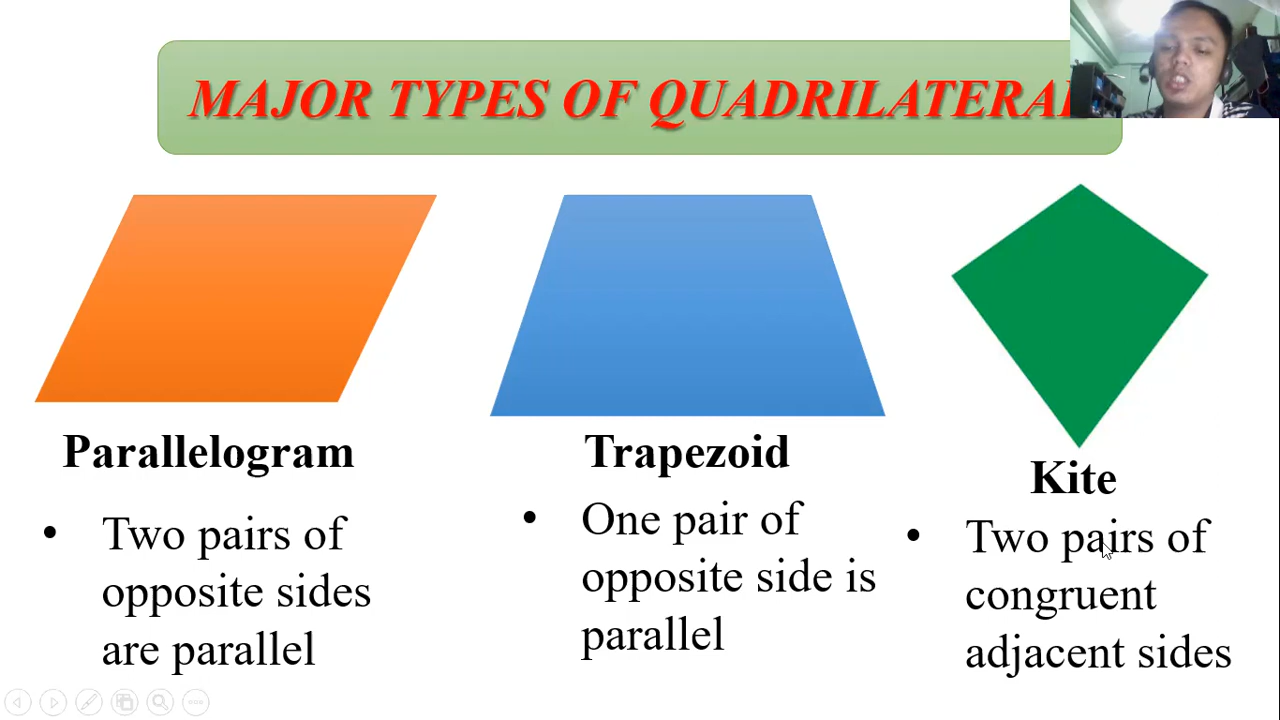 MAJOR TYPES OF QUADRILATERAL
Parallelogram
• Two pairs of
opposite sides
are parallel
Trapezoid
• One pair of
opposite side is
parallel
Kite
• Two pairs of
congruent
adjacent sides